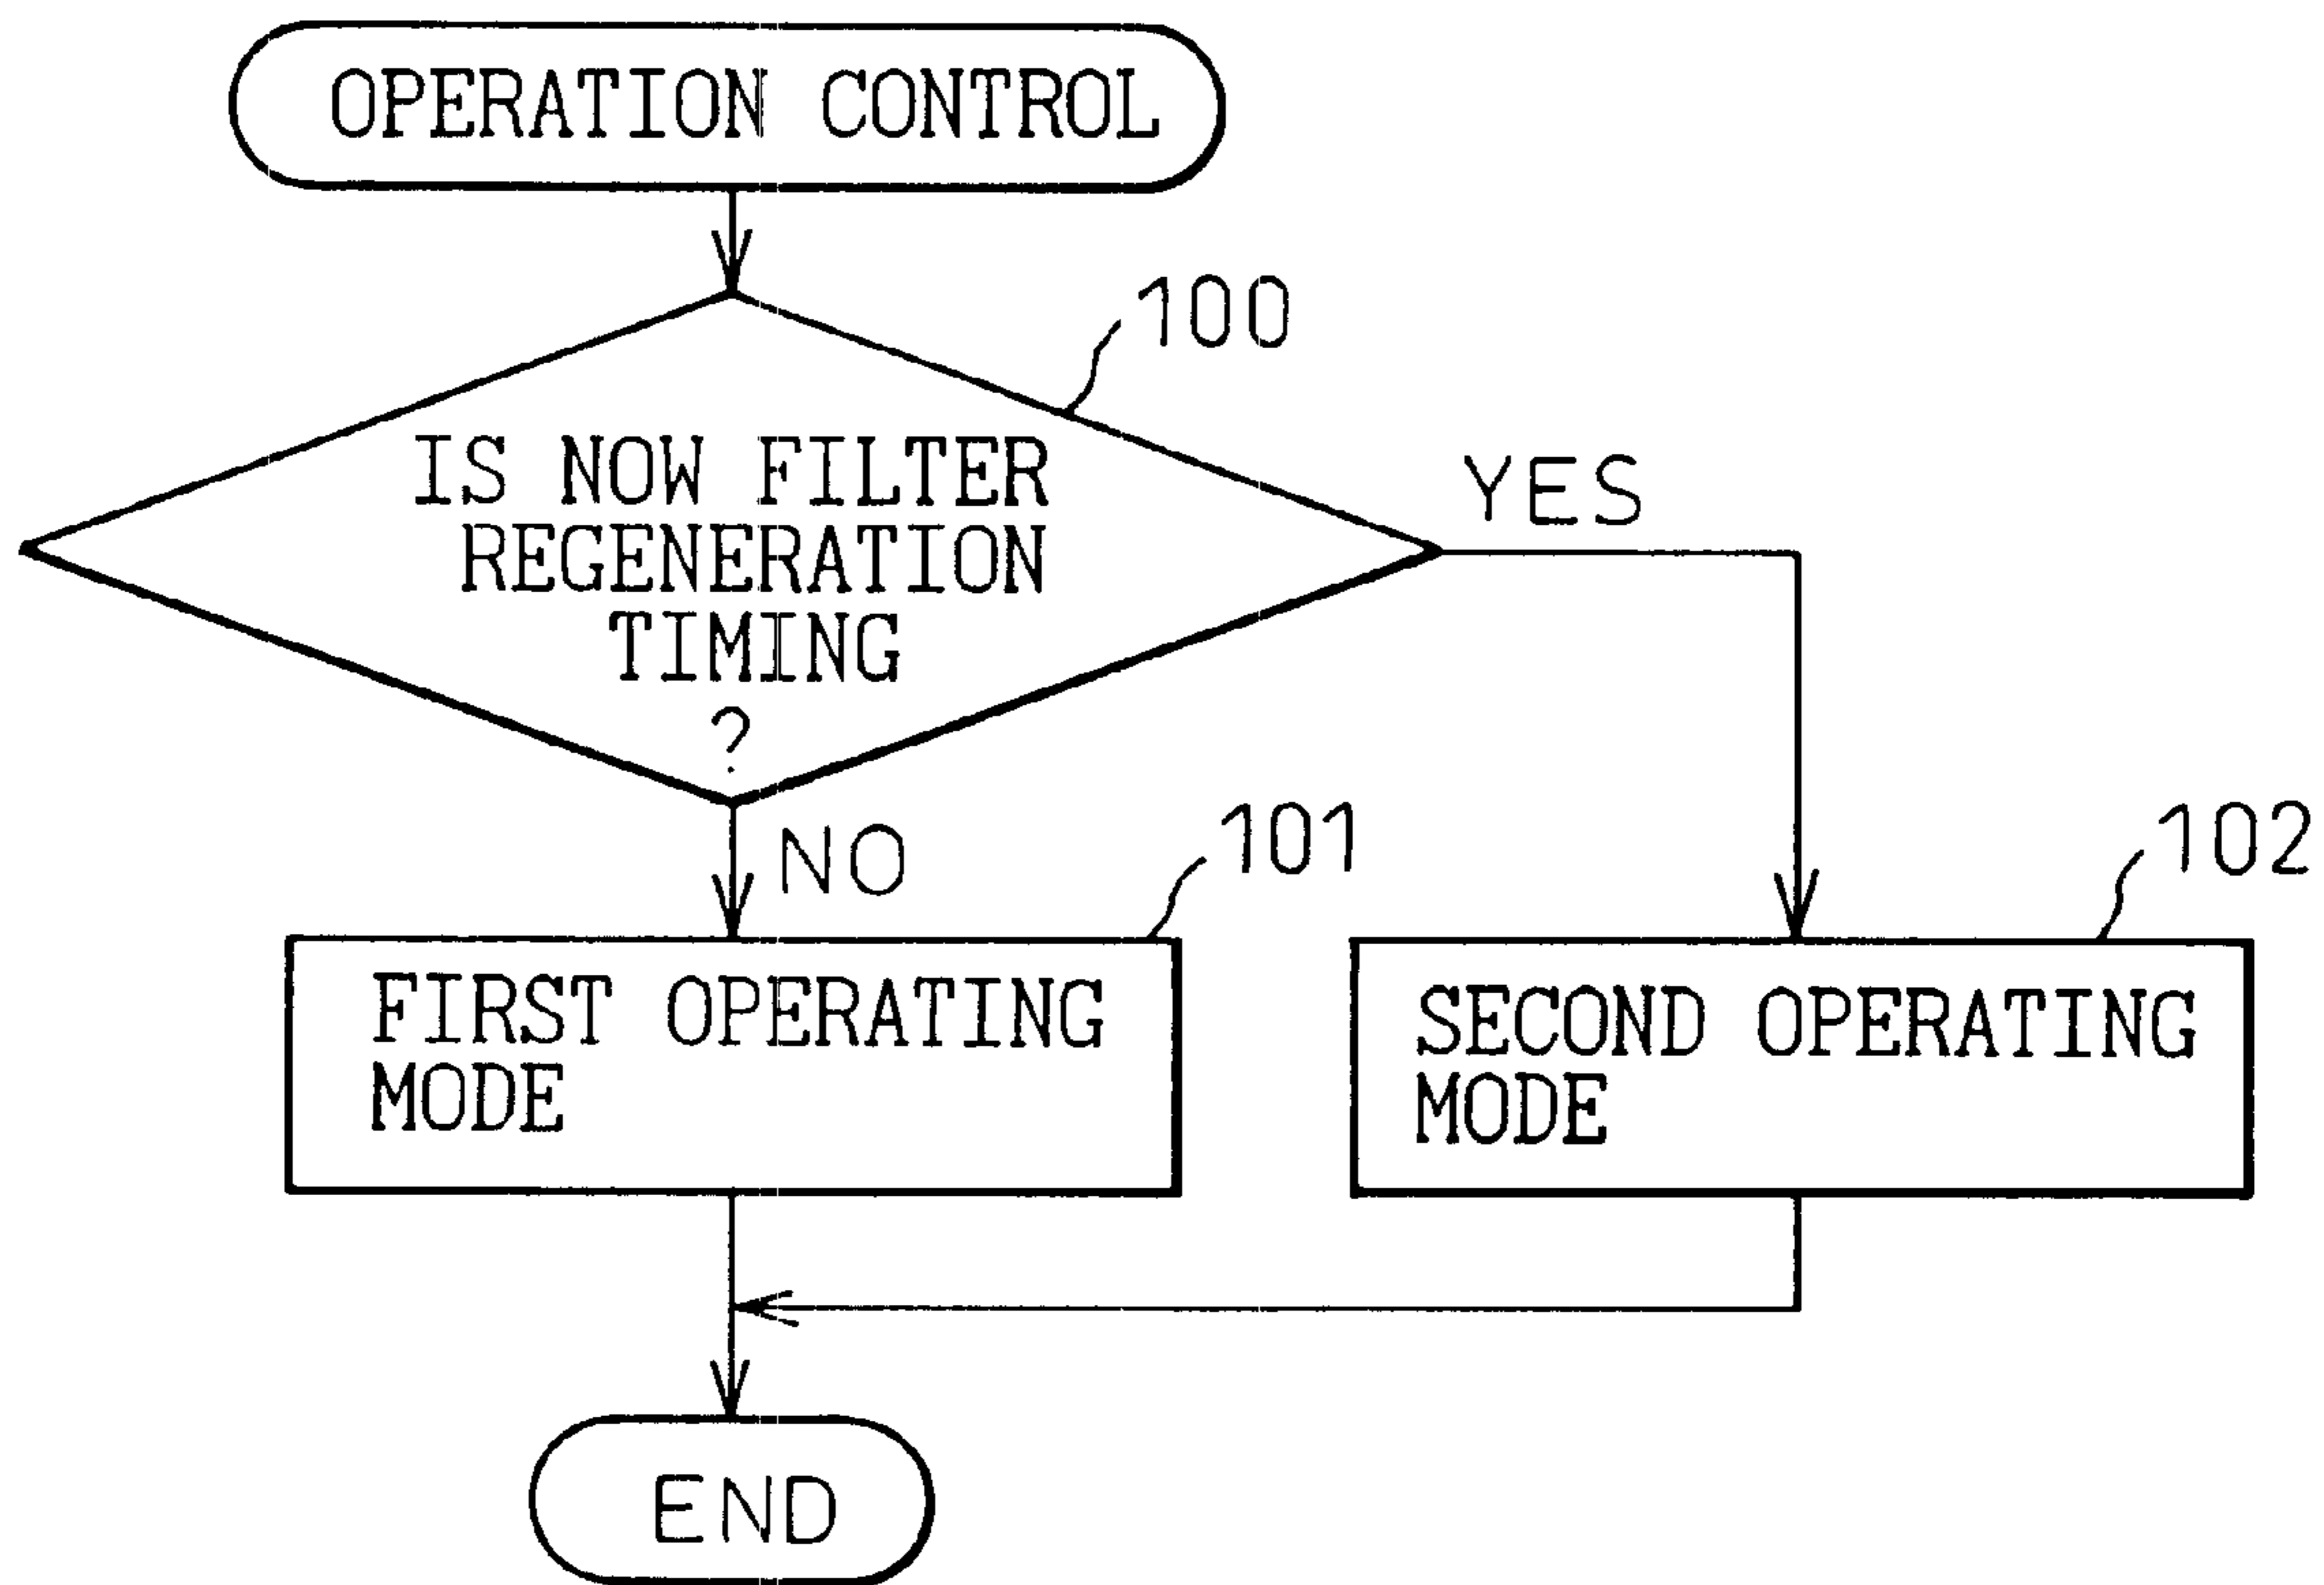 OPERATION CONTROL
100
IS NOW FILTER
REGENERATION
TIMING
?
YES
NO
101
102
FIRST OPERATING
MODE
SECOND OPERATING
MODE
END